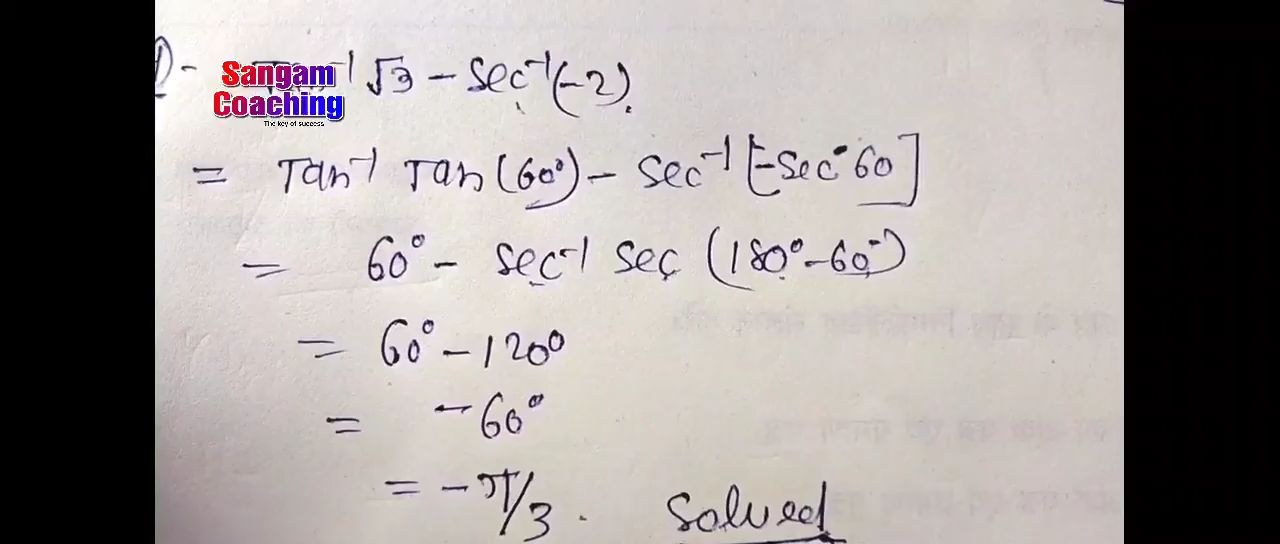 1)- Tan⁻¹ √3 - sec⁻¹(-2).
Sangam
Coaching
The key of success
= Tan⁻¹ Tan (60°) - sec⁻¹ [-sec 60]
= 60° - sec⁻¹ sec (180° - 60°)
= 60° - 120°
= -60°
= -π/3. Solved